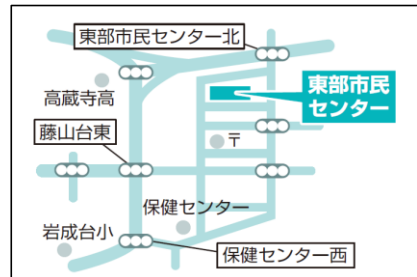 東部市民センター北
高蔵寺高
東部市民
センター
藤山台東
〒
保健センター
岩成台小
保健センター西